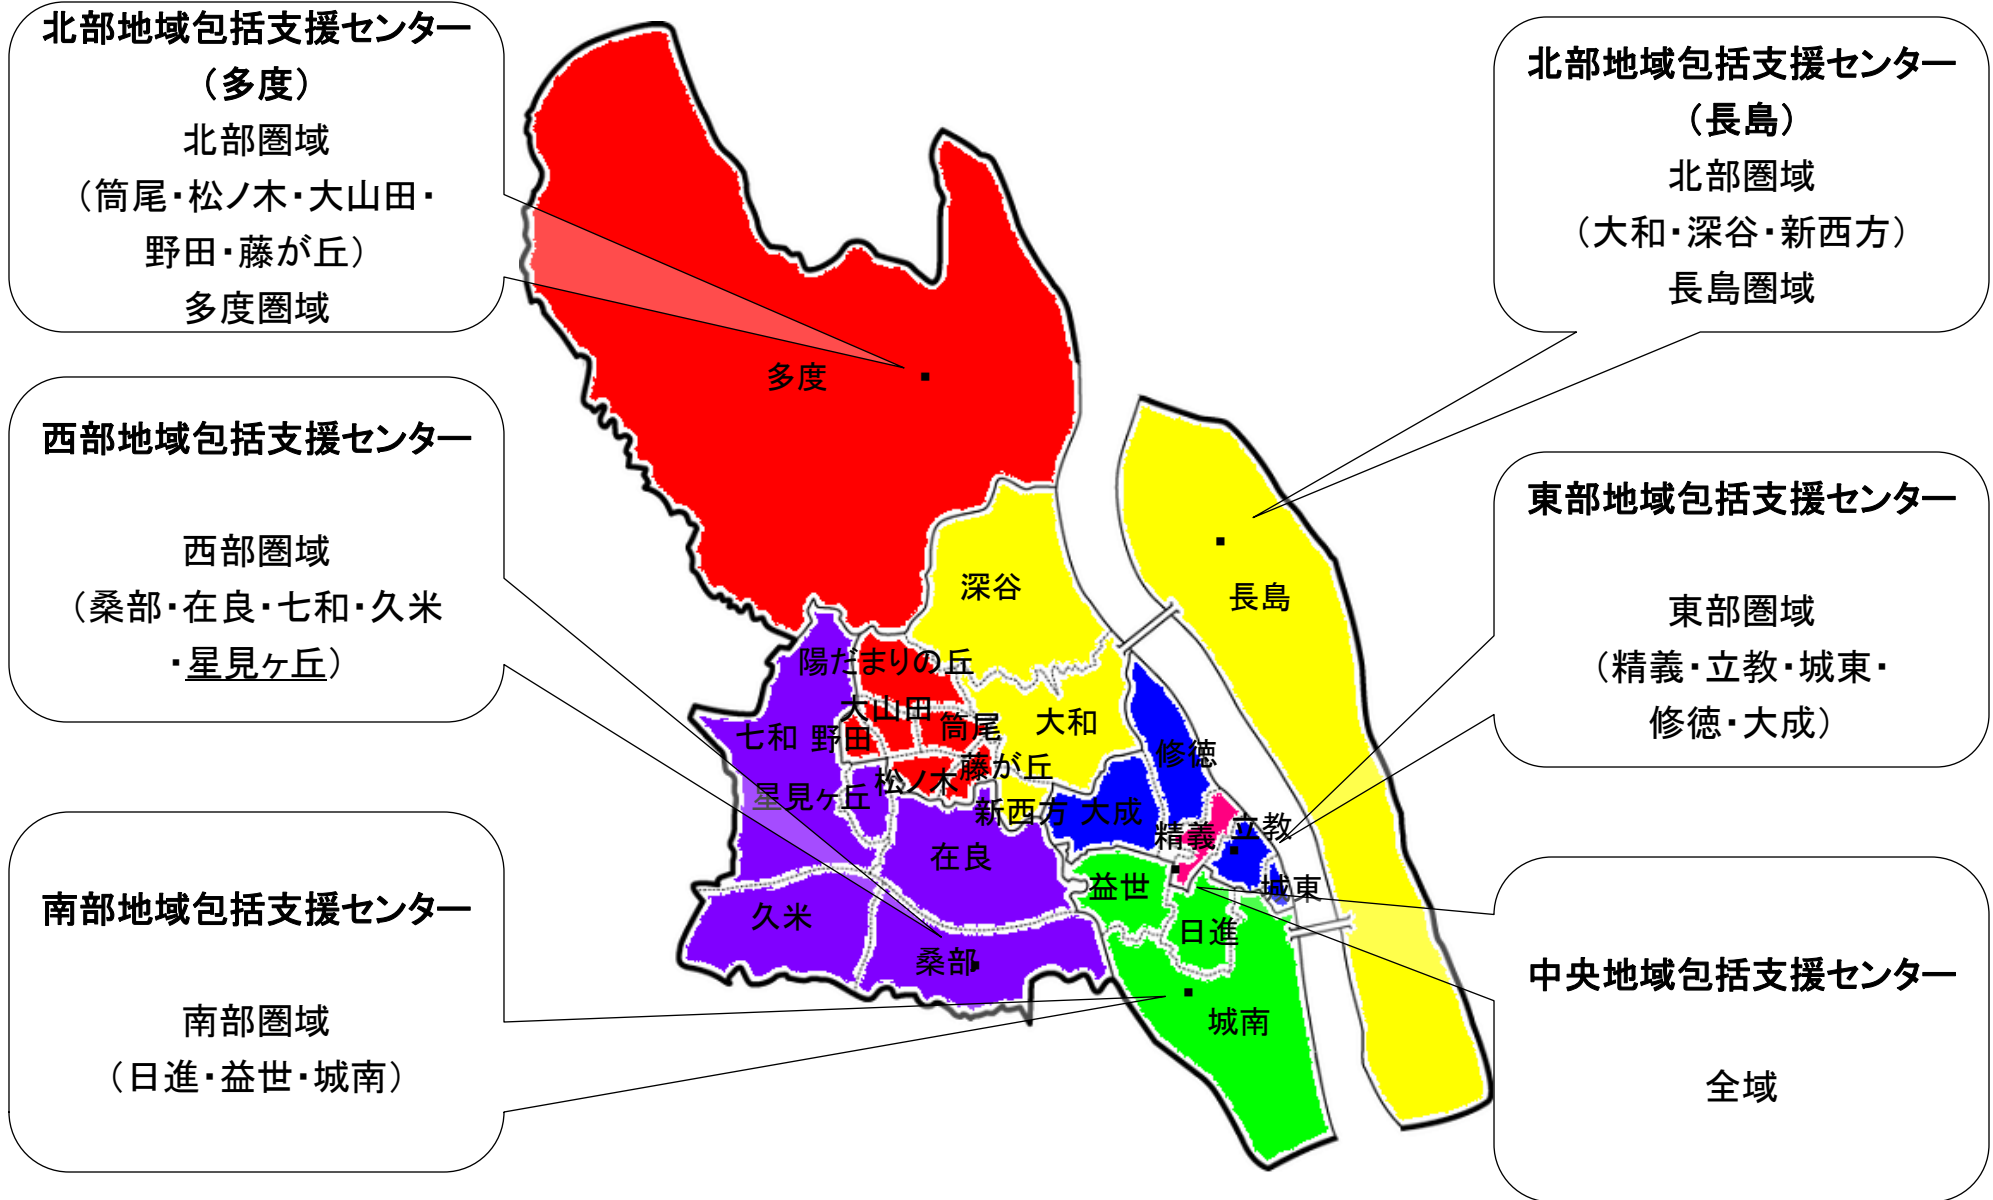 北部地域包括支援センター
（多度）
北部圏域
（筒尾・松ノ木・大山田・
野田・藤が丘）
多度圏域
北部地域包括支援センター
（長島）
北部圏域
（大和・深谷・新西方）
長島圏域
西部地域包括支援センター
西部圏域
（桑部・在良・七和・久米
・星見ヶ丘）
東部地域包括支援センター
東部圏域
（精義・立教・城東・
修徳・大成）
南部地域包括支援センター
南部圏域
（日進・益世・城南）
中央地域包括支援センター
全域
多度
深谷
長島
陽だまりの丘
大山田
筒尾
大和
七和
野田
修徳
藤が丘
松ノ木
星見ヶ丘
新西方
大成
精義
立教
在良
益世
城東
久米
日進
桑部
城南